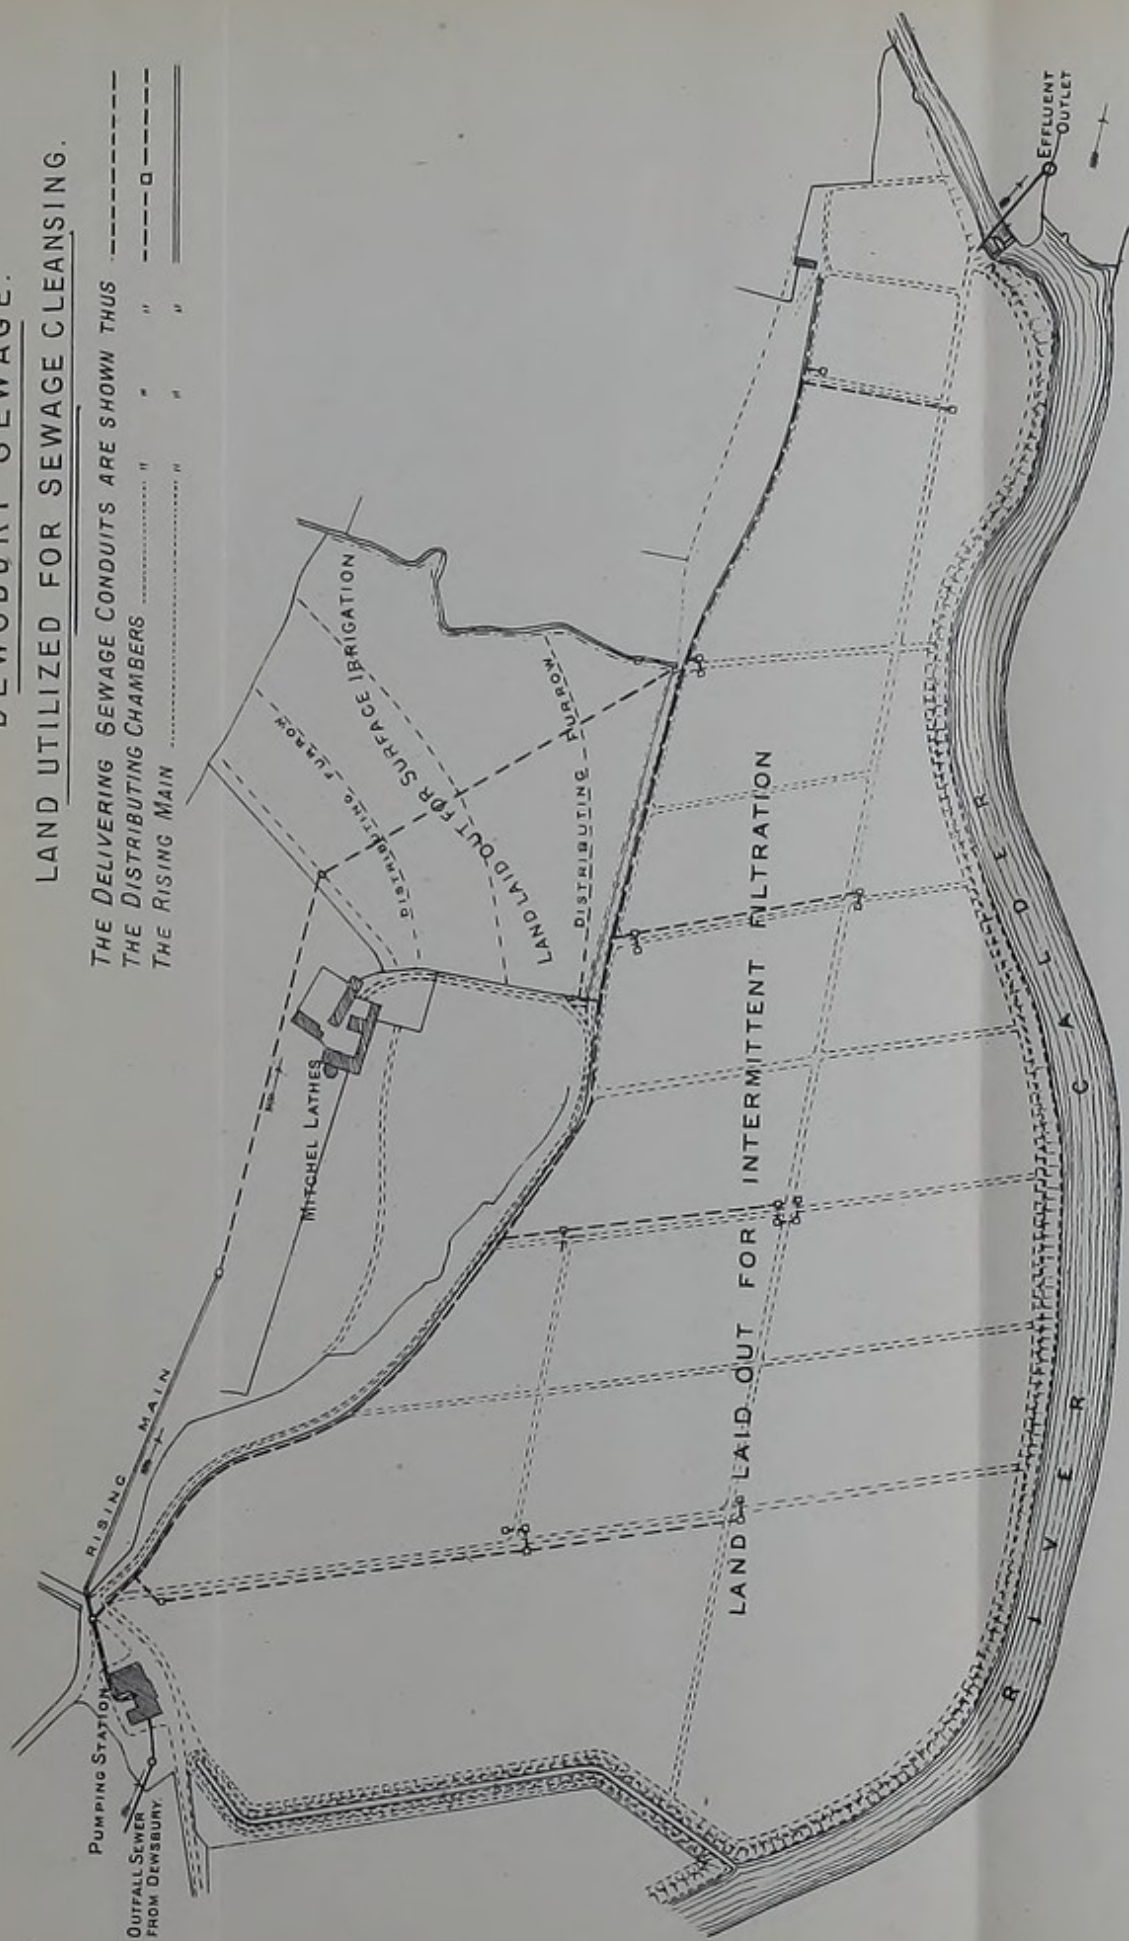 DEWSBURY SEWAGE.
LAND UTILIZED FOR SEWAGE CLEANSING.
THE DELIVERING SEWAGE CONDUITS ARE SHOWN THUS
THE DISTRIBUTING CHAMBERS " " "
THE RISING MAIN " " "
RISING MAIN
PUMPING STATION
OUTFALL SEWER
FROM DEWSBURY
MITCHEL LATHES
DISTRIBUTING FURROW
LAND LAID OUT FOR SURFACE IRRIGATION
DISTRIBUTING FURROW
LAND LAID OUT FOR INTERMITTENT FILTRATION
RIVER CALDER
EFFLUENT
OUTLET